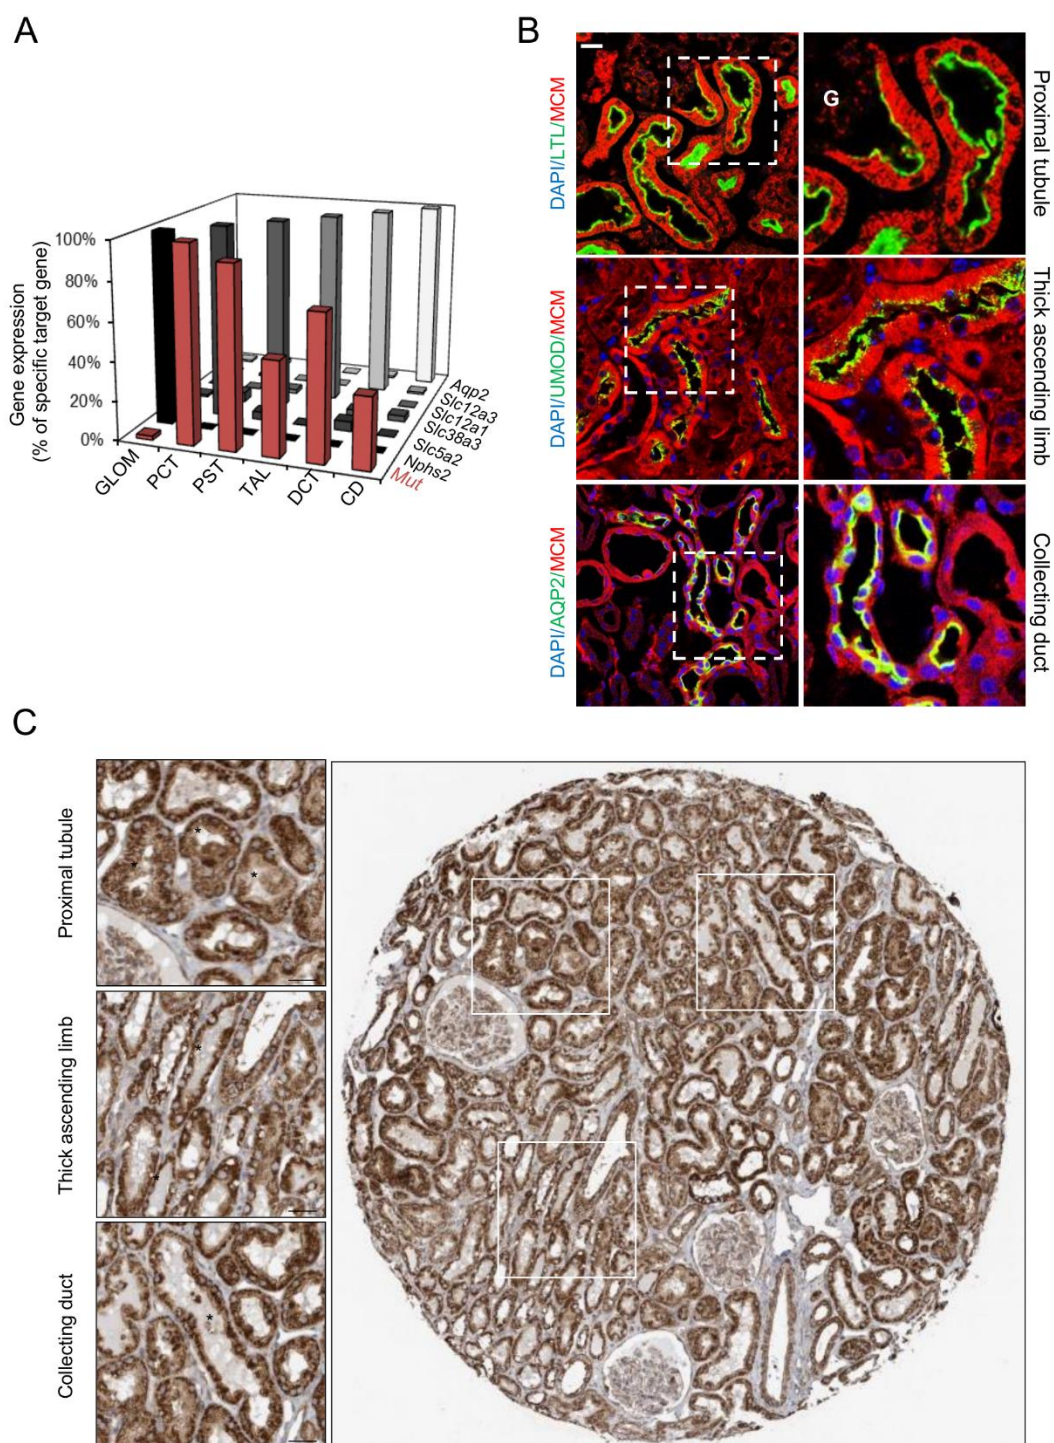 A
Gene expression
(% of specific target gene)
100%
80%
60%
40%
20%
0%
GLOM
PCT
PST
TAL
DCT
CD
Aqp2
Slc12a3
Slc12a1
Slc38a3
Slc5a2
Nphs2
Mut
B
DAPI/LTL/MCM
G
Proximal tubule
DAPI/UMOD/MCM
Thick ascending limb
DAPI/AQP2/MCM
Collecting duct
C
Proximal tubule
Thick ascending limb
Collecting duct